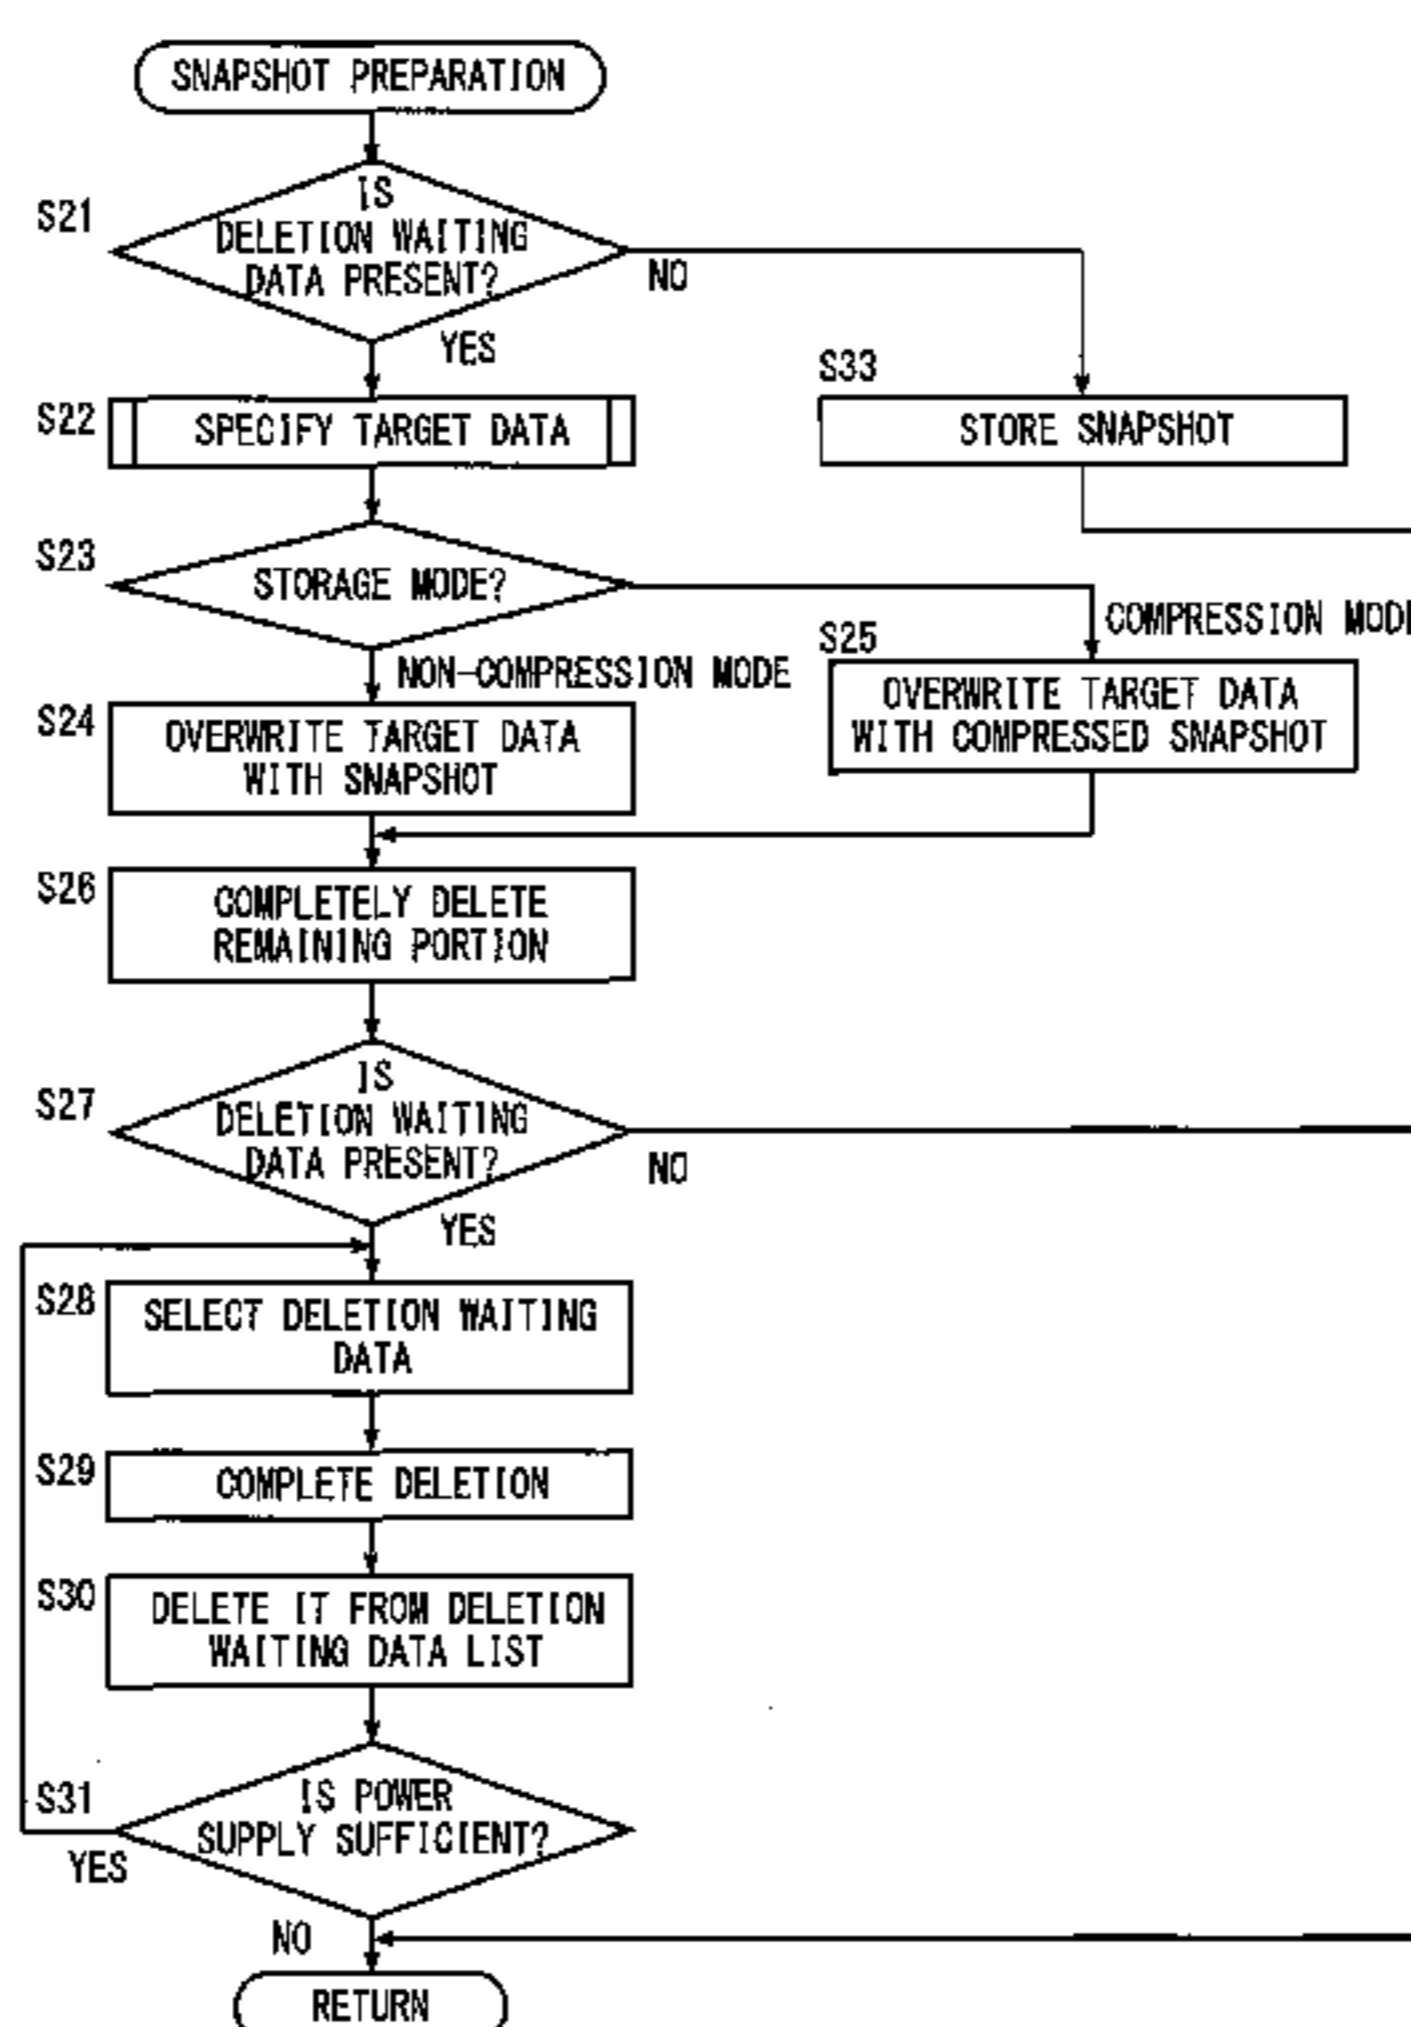 SNAPSHOT PREPARATION
S21
IS
DELETION WAITING
DATA PRESENT?
NO
YES
S22
SPECIFY TARGET DATA
S33
STORE SNAPSHOT
S23
STORAGE MODE?
COMPRESSION MOD
NON-COMPRESSION MODE
S24
OVERWRITE TARGET DATA
WITH SNAPSHOT
S25
OVERWRITE TARGET DATA
WITH COMPRESSED SNAPSHOT
S26
COMPLETELY DELETE
REMAINING PORTION
S27
IS
DELETION WAITING
DATA PRESENT?
NO
YES
S28
SELECT DELETION WAITING
DATA
S29
COMPLETE DELETION
S30
DELETE IT FROM DELETION
WAITING DATA LIST
S31
IS POWER
SUPPLY SUFFICIENT?
YES
NO
RETURN